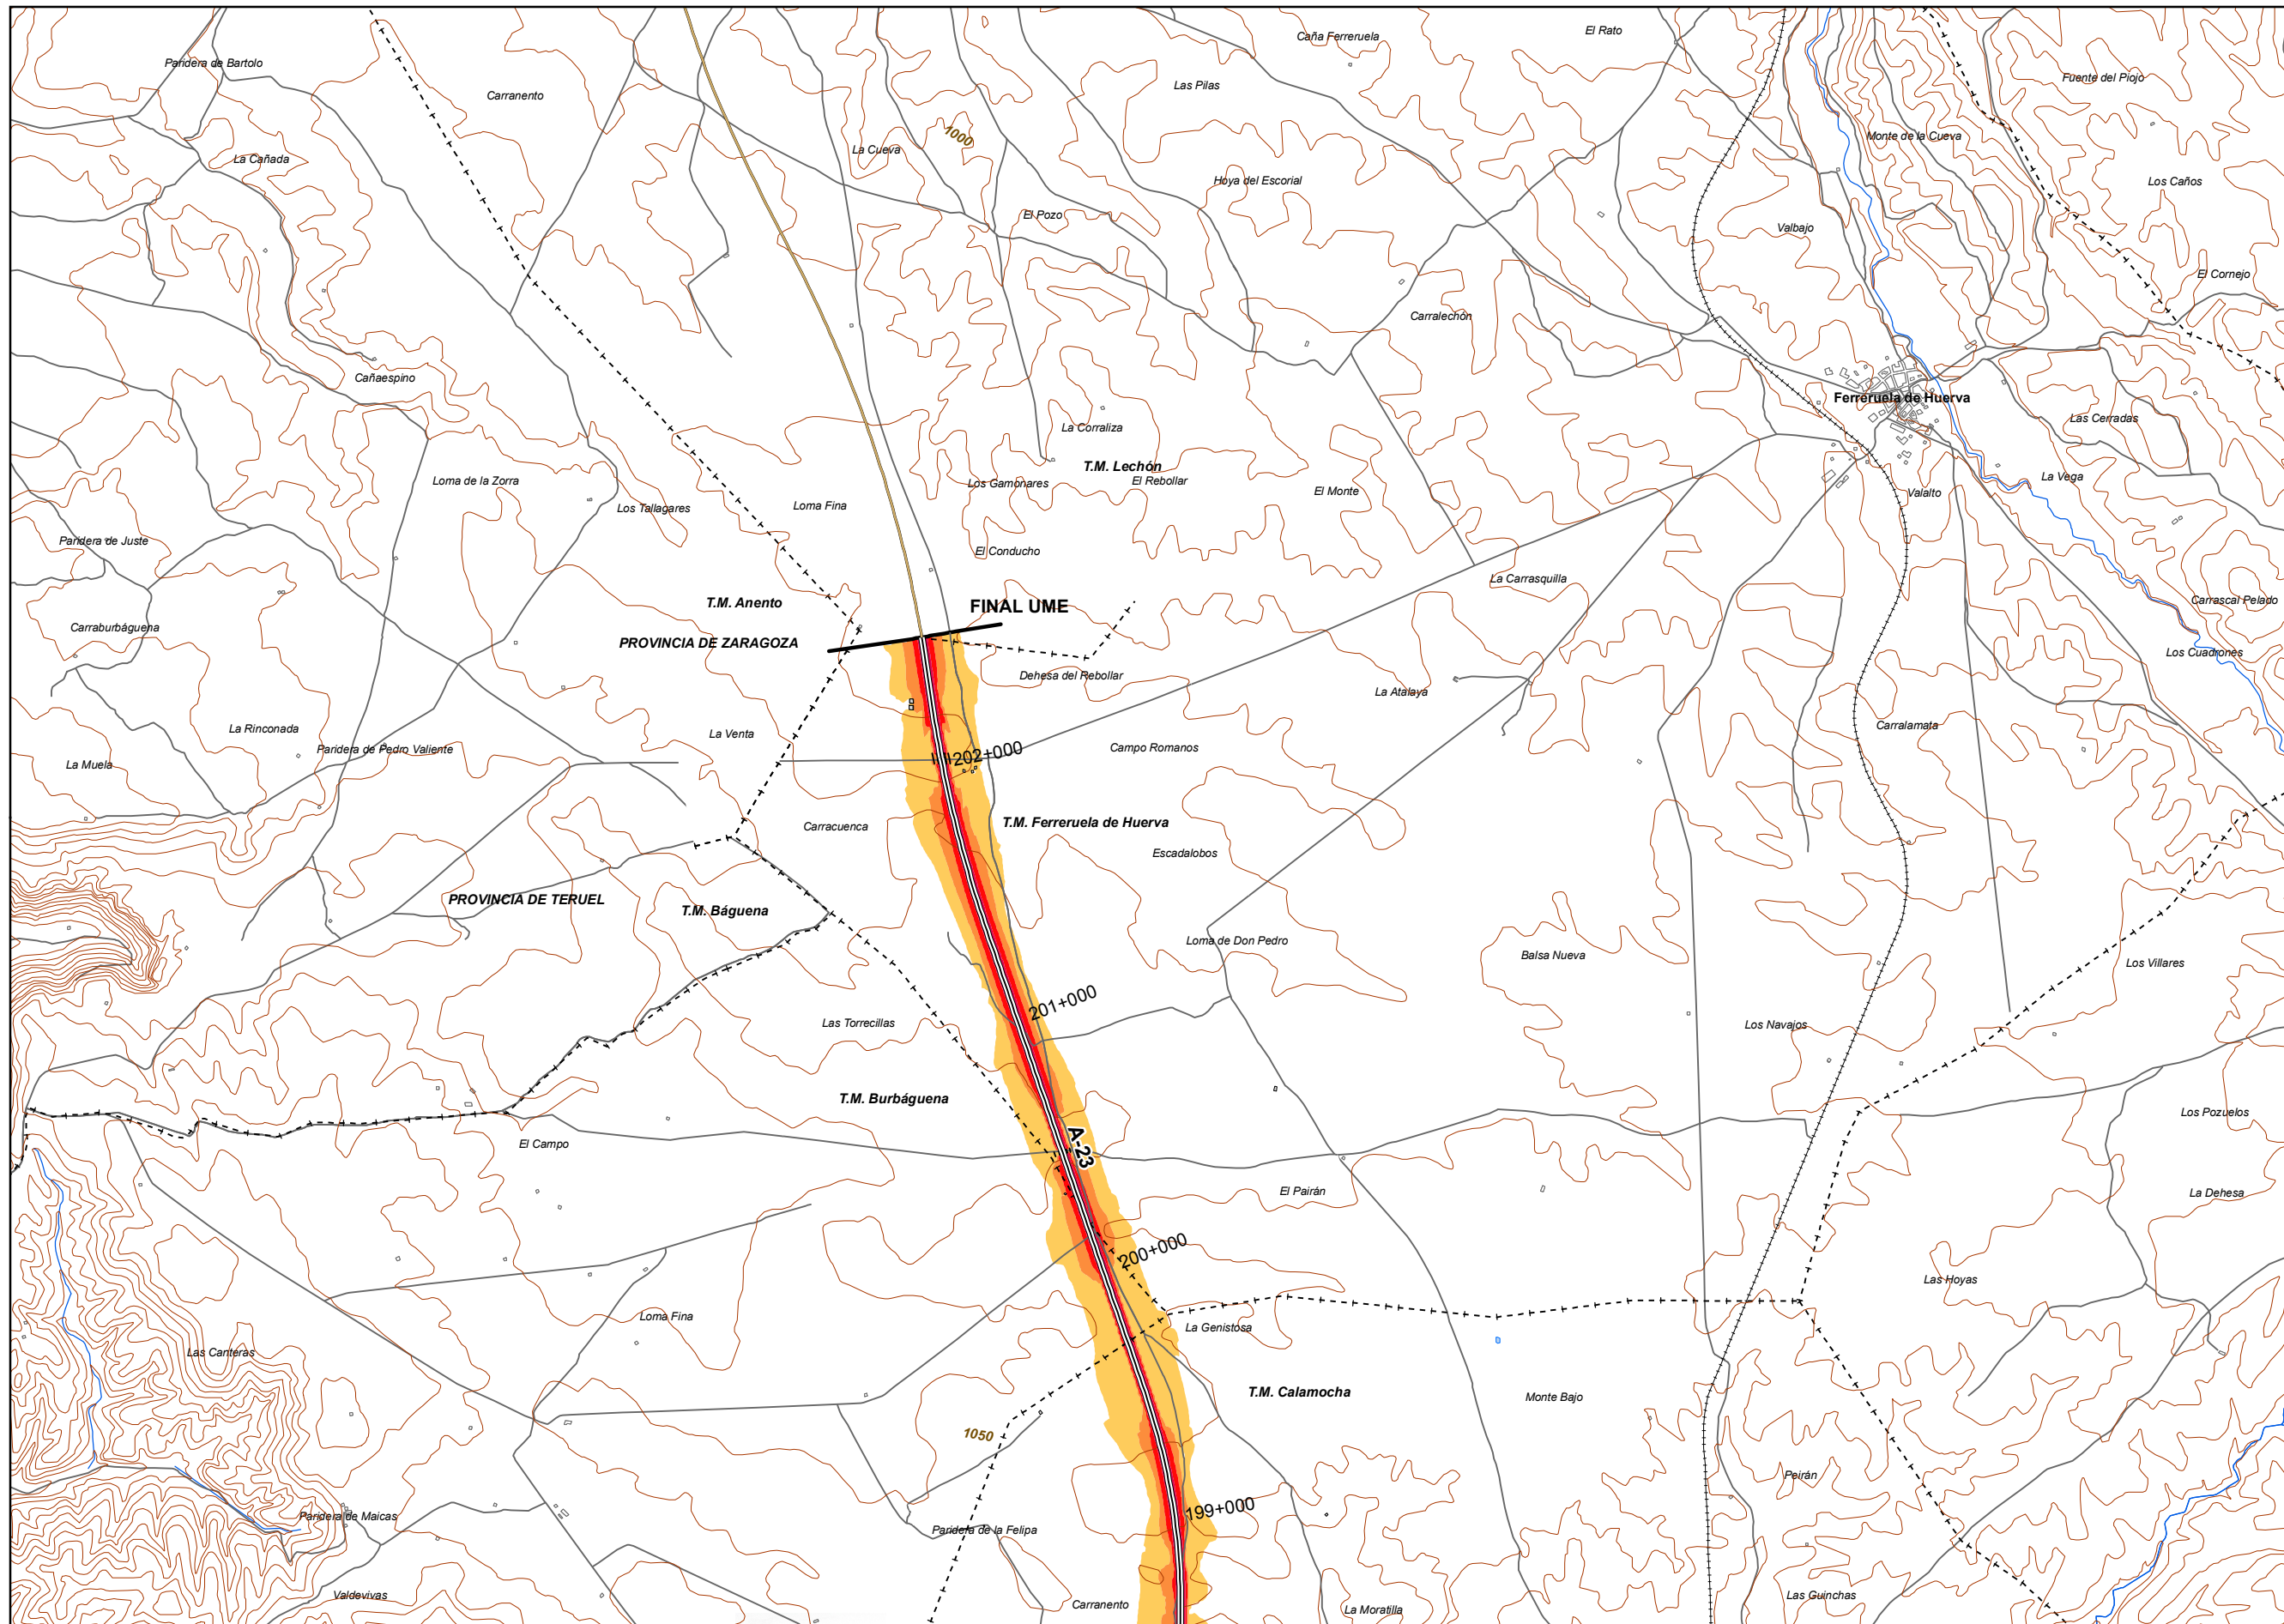 El Rato
Caña Ferreruela
Paridera de Bartolo
Fuente del Piojo
Las Pilas
Carranento
1000
Monte de la Cueva
La Cueva
La Cañada
Hoya del Escorial
Los Caños
El Pozo
Valbajo
El Cornejo
Carralechón
Cañaespino
Ferreruela de Huerva
Las Cerradas
La Corraliza
T.M. Lechón
La Vega
Loma de la Zorra
El Rebollar
Los Gamonares
El Monte
Valalto
Los Tallagares
Loma Fina
Paridera de Juste
El Conducho
La Carrasquilla
T.M. Anento
FINAL UME
Carrascal Pelado
Carraburbáguena
PROVINCIA DE ZARAGOZA
Los Cuadrones
Dehesa del Rebollar
La Atalaya
La Rinconada
Carralamata
La Venta
Paridera de Pedro Valiente
Campo Romanos
202+000
La Muela
T.M. Ferreruela de Huerva
Carracuenca
Escadalobos
PROVINCIA DE TERUEL
T.M. Báguena
Loma de Don Pedro
Balsa Nueva
Los Villares
201+000
Las Torrecillas
Los Navajos
T.M. Burbáguena
Los Pozuelos
El Campo
A-23
El Pairán
La Dehesa
200+000
Las Hoyas
Loma Fina
La Genistosa
Las Canteras
T.M. Calamocha
Monte Bajo
1050
Peirán
199+000
Paridera de Maicas
Paridera de la Felipa
Valdevivas
Las Guinchas
Carranento
La Moratilla